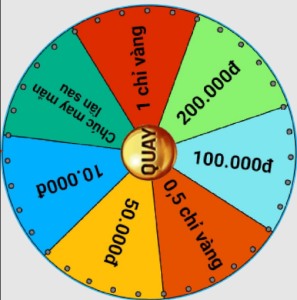 1 chỉ vàng
200.000đ
100.000đ
0,5 chỉ vàng
50.000đ
10.000đ
Chúc may mắn
lần sau
QUAY